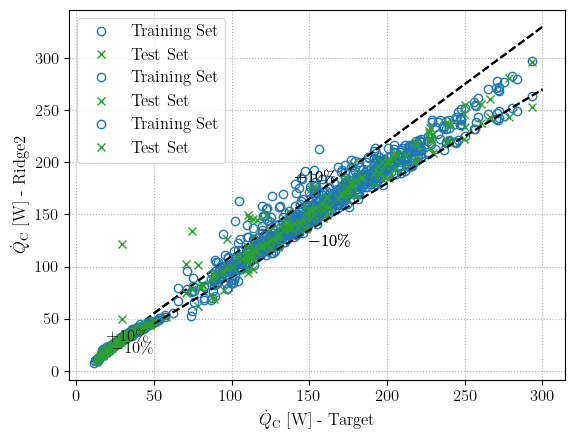 Training Set
Test Set
Training Set
Test Set
Training Set
Test Set
300
250
200
150
100
50
0
Q̇C [W] - Ridge2
+10%
−10%
+10%
−10%
0 50 100 150 200 250 300
Q̇C [W] - Target